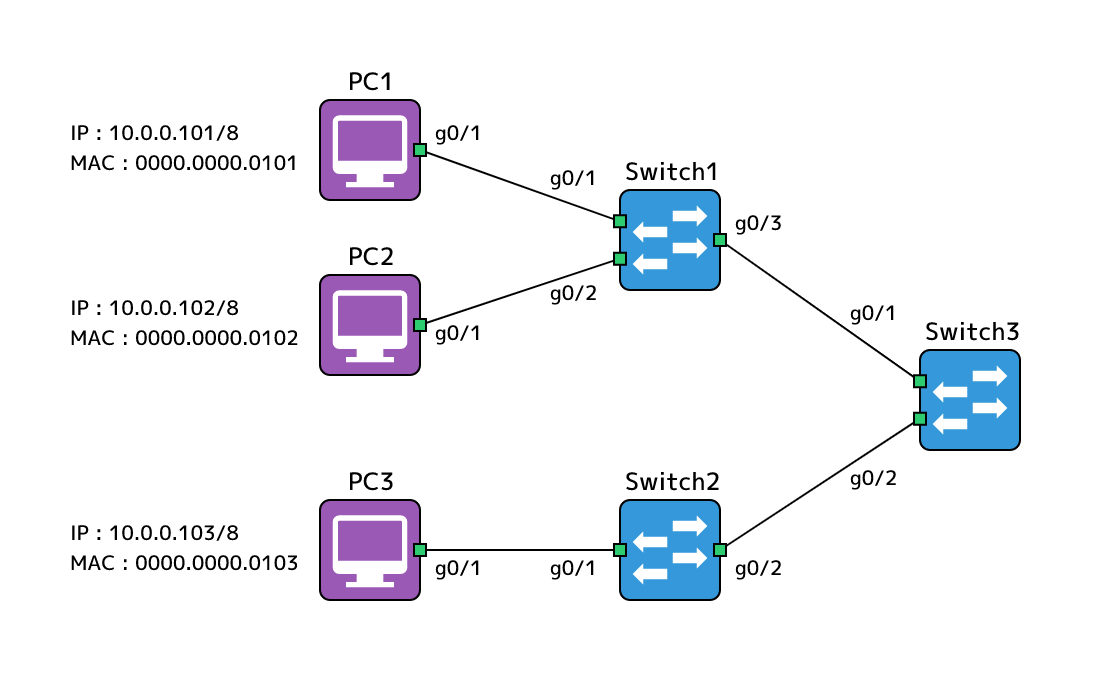 PC1
IP : 10.0.0.101/8
MAC : 0000.0000.0101
g0/1
g0/1
Switch1
g0/3
PC2
IP : 10.0.0.102/8
MAC : 0000.0000.0102
g0/1
g0/2
g0/1
Switch3
g0/2
PC3
IP : 10.0.0.103/8
MAC : 0000.0000.0103
g0/1
g0/1
Switch2
g0/2